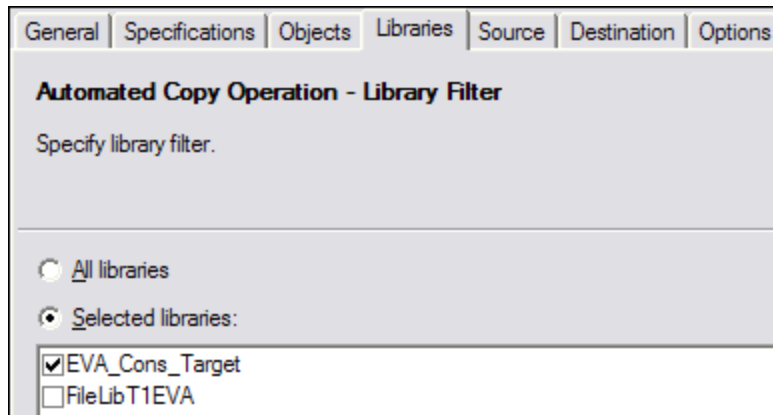 General Specifications Objects Libraries Source Destination Options
Automated Copy Operation - Library Filter
Specify library filter.
All libraries
Selected libraries:
EVA_Cons_Target
FileLibT1EVA